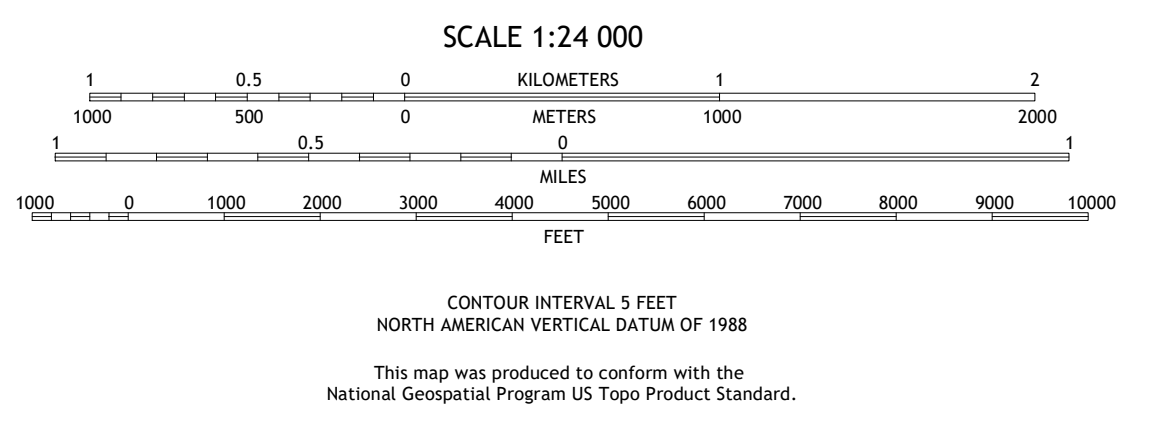 SCALE 1:24 000
1 0.5 0 KILOMETERS 1 2
1000 500 0 METERS 1000 2000
1 0.5 0 1
MILES
1000 0 1000 2000 3000 4000 5000 6000 7000 8000 9000 10000
FEET
CONTOUR INTERVAL 5 FEET
NORTH AMERICAN VERTICAL DATUM OF 1988
This map was produced to conform with the
National Geospatial Program US Topo Product Standard.